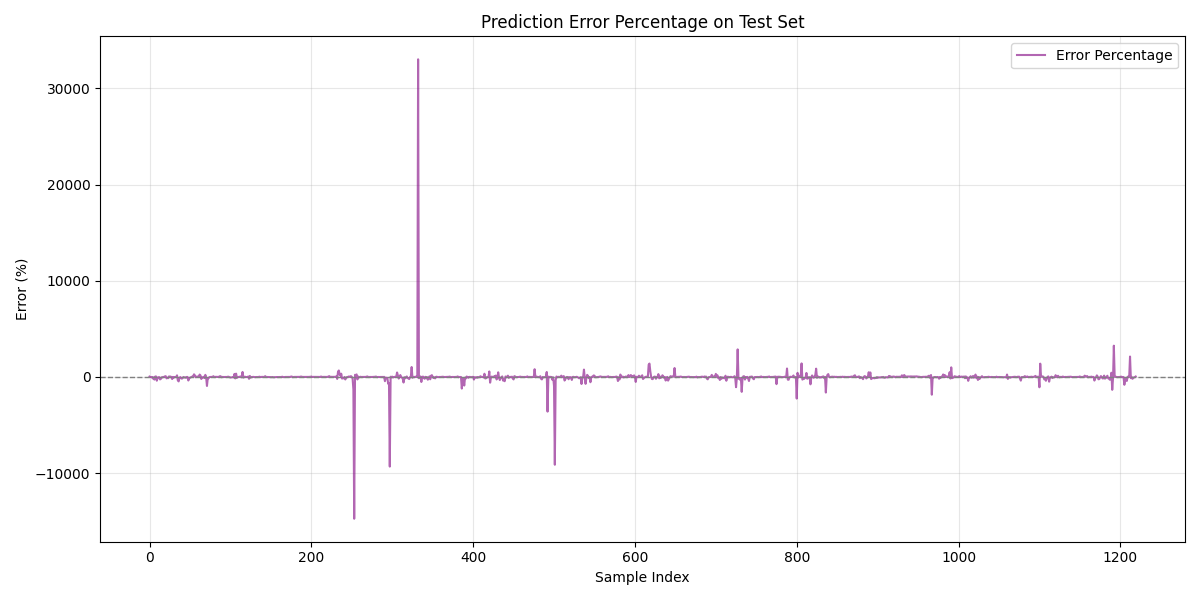 Prediction Error Percentage on Test Set
Error Percentage
30000
20000
10000
0
−10000
Error (%)
0 200 400 600 800 1000 1200
Sample Index